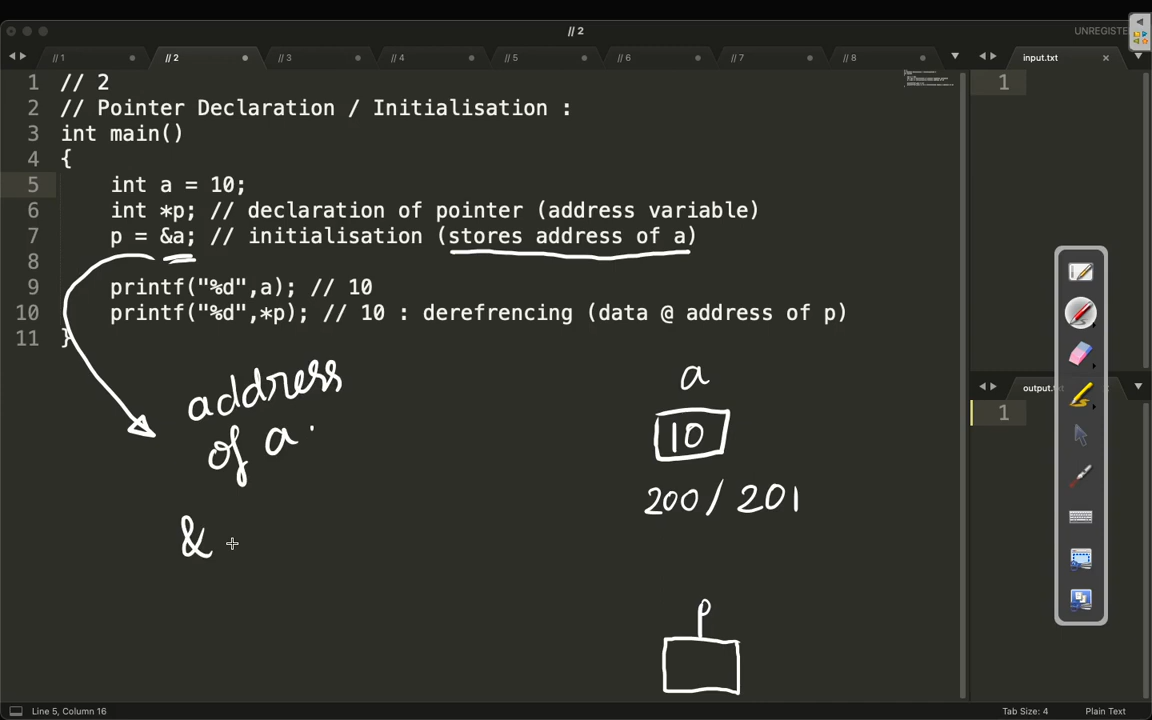 // 2
UNREGISTE
// 1
// 2
// 3
// 4
// 5
// 6
// 7
// 8
input.txt
1 // 2
2 // Pointer Declaration / Initialisation :
3 int main()
4 {
5 int a = 10;
6 int *p; // declaration of pointer (address variable)
7 p = &a; // initialisation (stores address of a)
8
9 printf("%d",a); // 10
10 printf("%d",*p); // 10 : derefrencing (data @ address of p)
11 }
1
output.t
1
address
of a.
&
a
10
200/201
p
Line 5, Column 16
Tab Size: 4
Plain Text